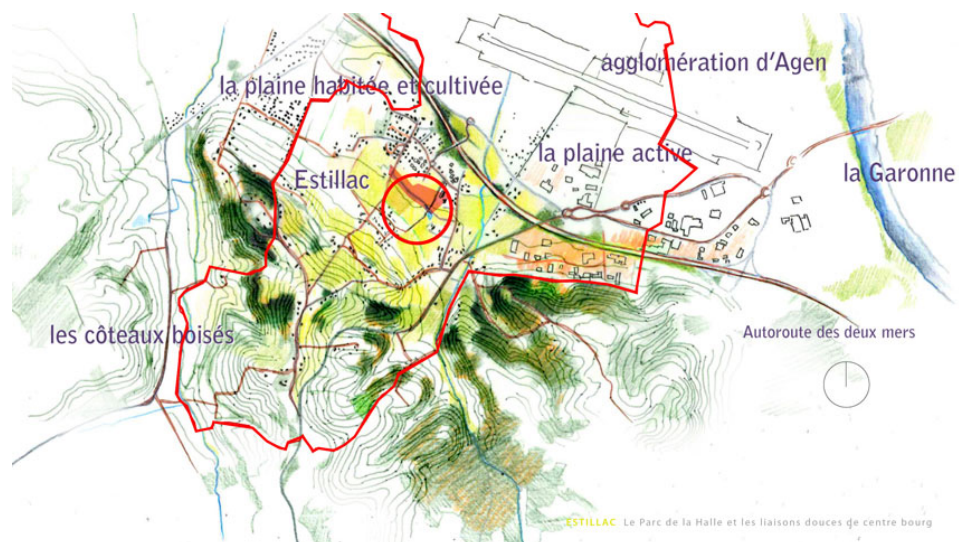 agglomération d'Agen
la plaine habitée et cultivée
la plaine active
la Garonne
Estillac
les côteaux boisés
Autoroute des deux mers
ESTILLAC Le Parc de la Halle et les liaisons douces de centre bourg